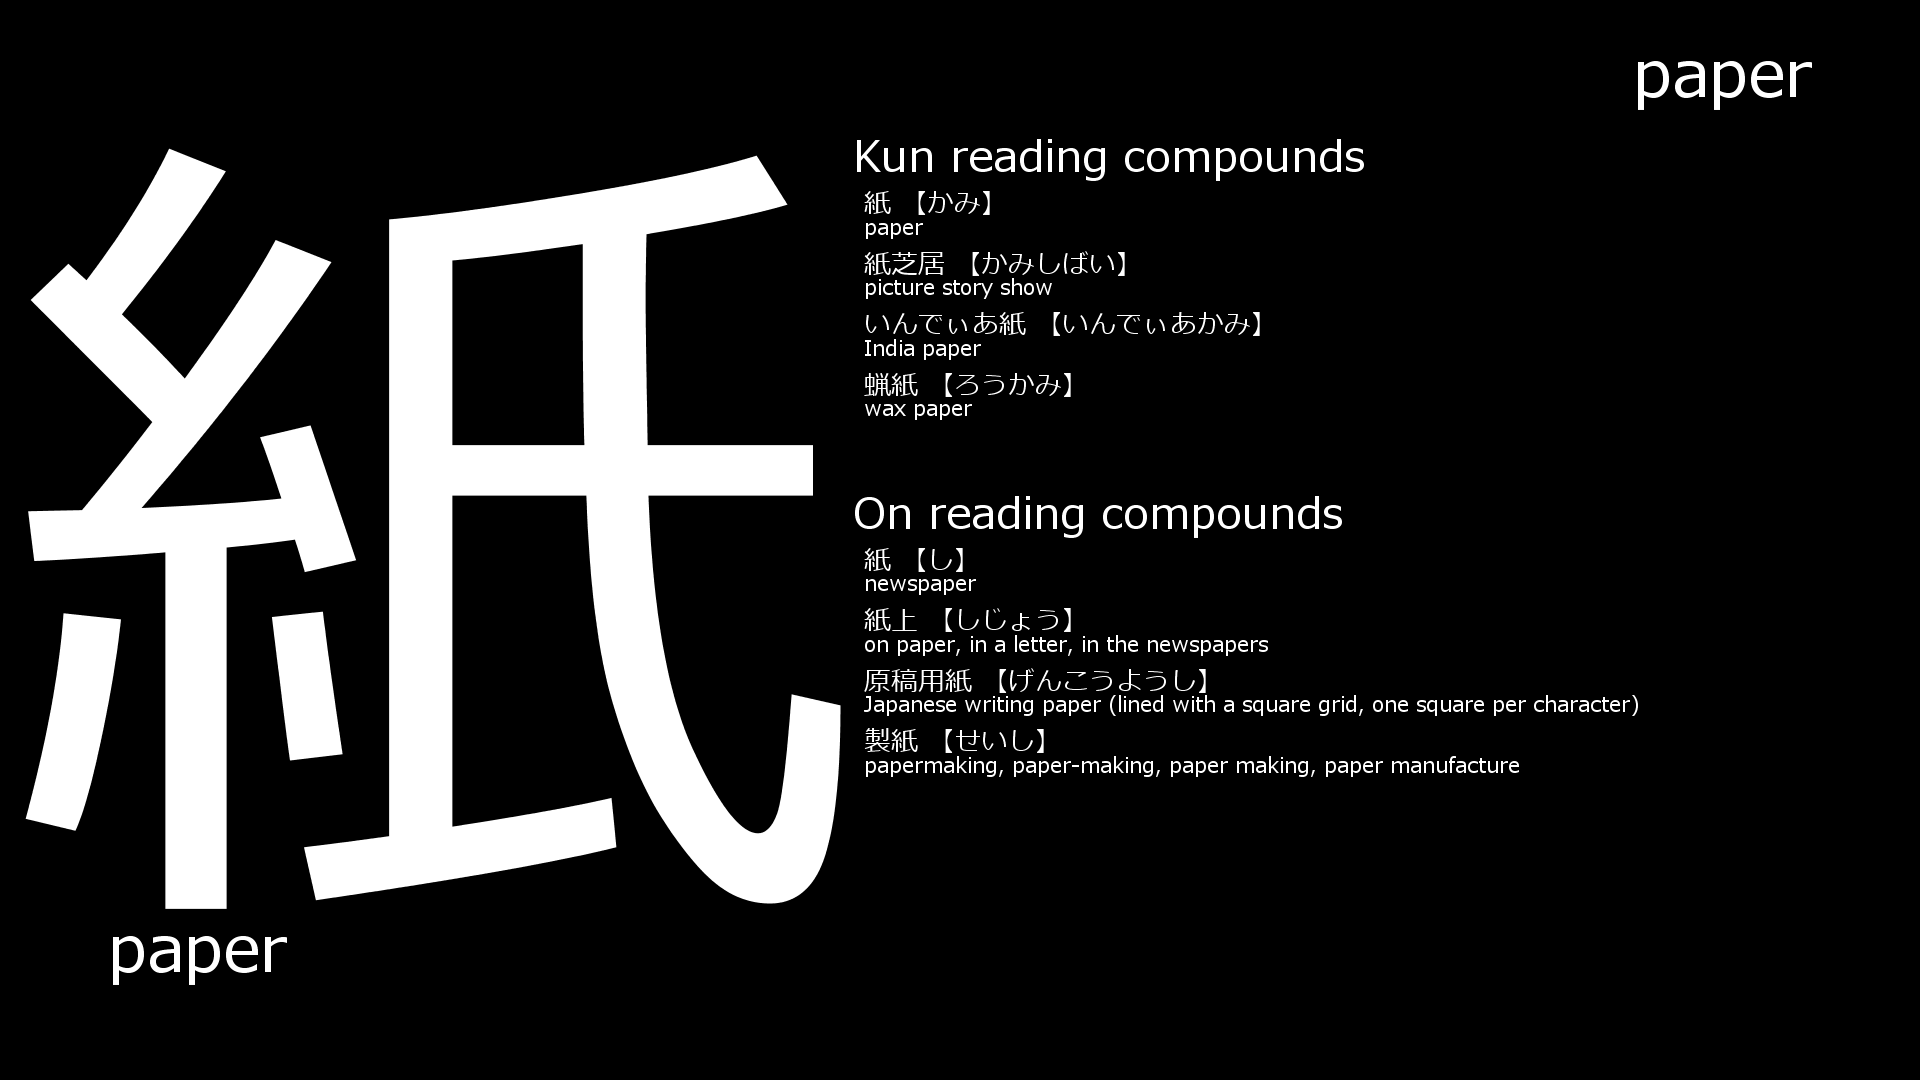 paper
紙
paper
Kun reading compounds
紙 【かみ】
paper
紙芝居 【かみしばい】
picture story show
いんでぃあ紙 【いんでぃあかみ】
India paper
蝋紙 【ろうかみ】
wax paper
On reading compounds
紙 【し】
newspaper
紙上 【しじょう】
on paper, in a letter, in the newspapers
原稿用紙 【げんこうようし】
Japanese writing paper (lined with a square grid, one square per character)
製紙 【せいし】
papermaking, paper-making, paper making, paper manufacture